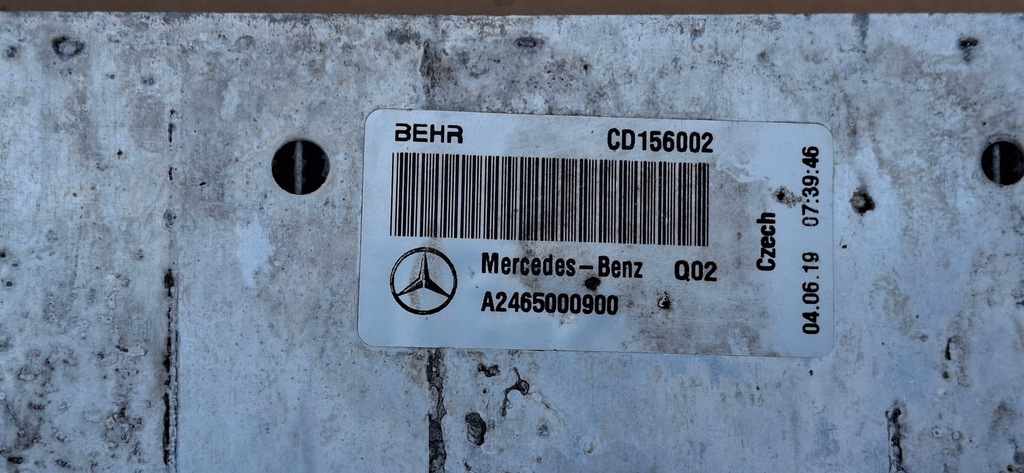 BEHR CD156002
Mercedes-Benz Q02
A2465000900
Czech
04.06.19 07:39:46